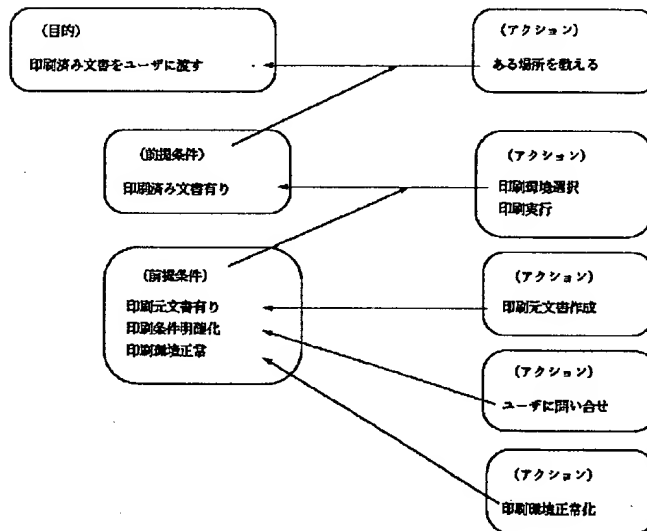 (目的)
印刷済み文書をユーザに渡す
(アクション)
ある場所を教える
(前提条件)
印刷済み文書有り
(アクション)
印刷環境選択
印刷実行
(前提条件)
印刷元文書有り
印刷条件明確化
印刷環境正常
(アクション)
印刷元文書作成
(アクション)
ユーザに問い合せ
(アクション)
印刷環境正常化